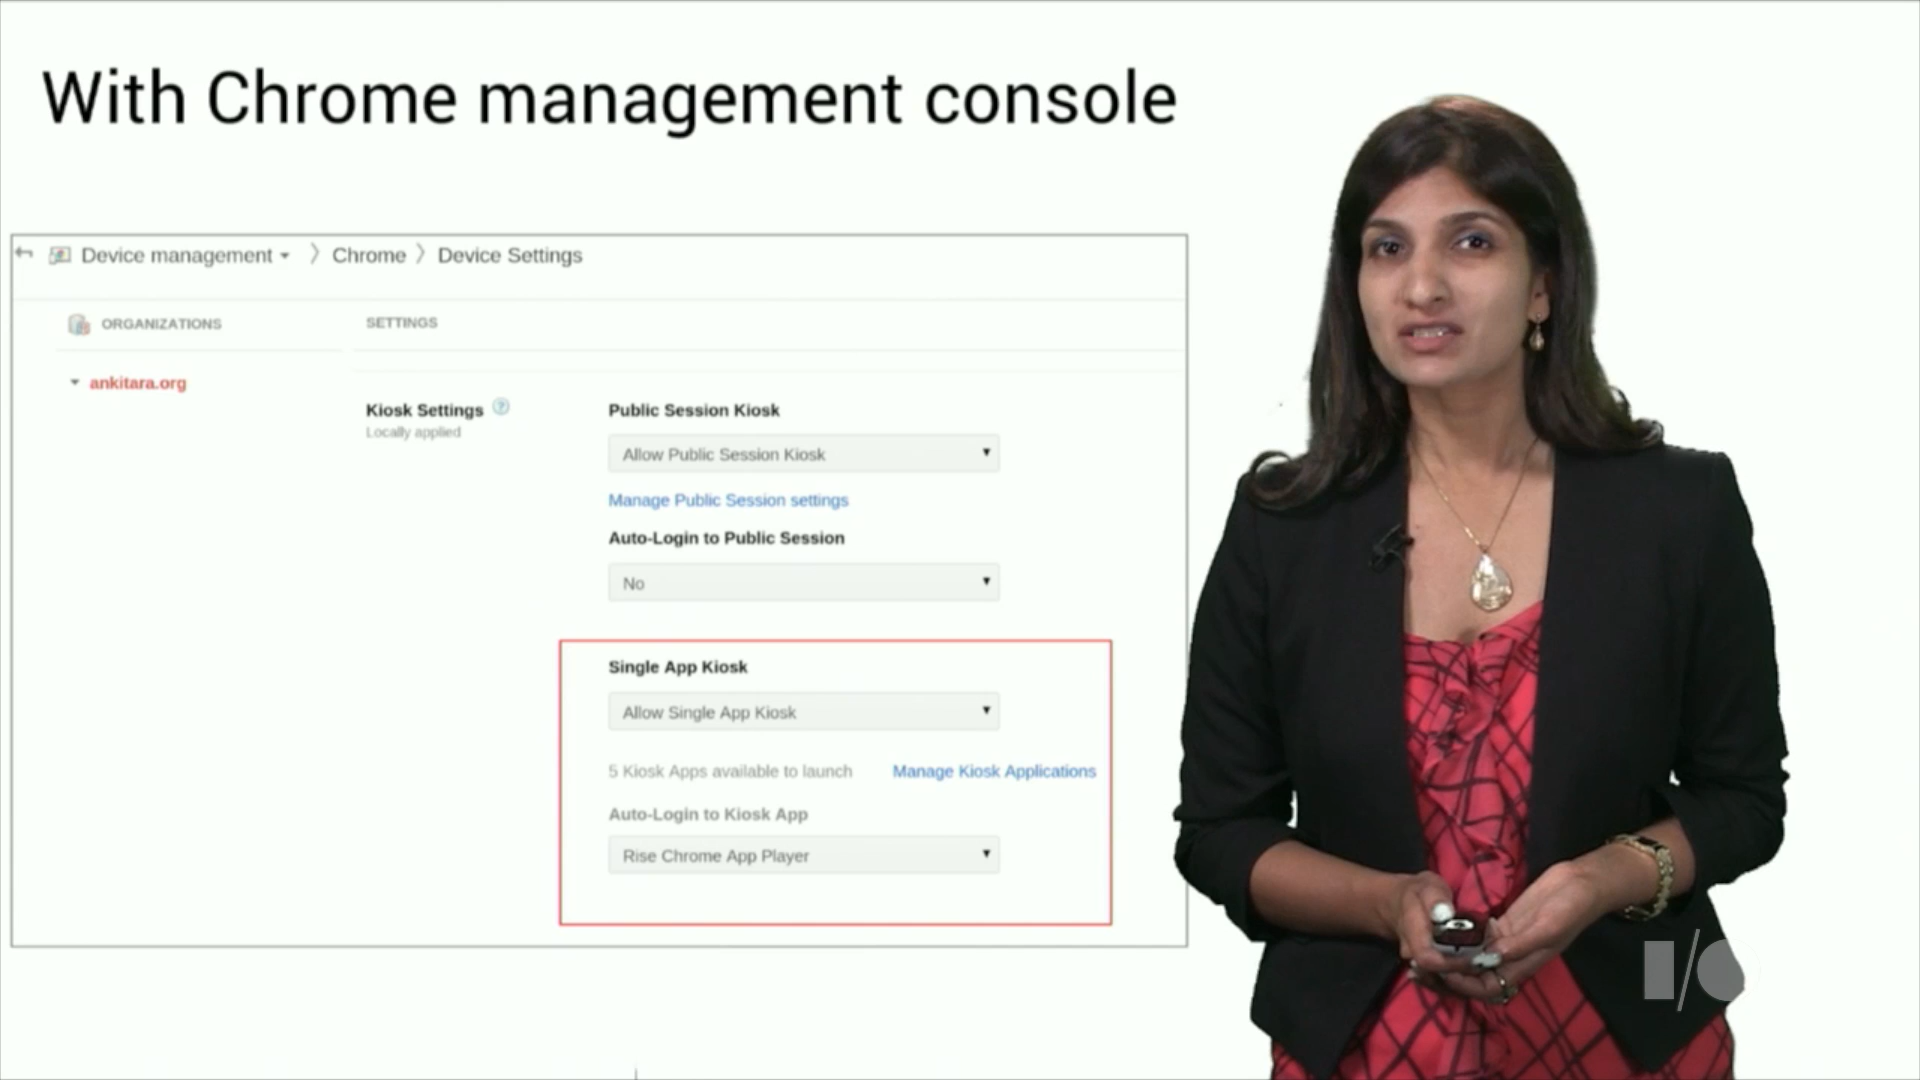 With Chrome management console
Device management > Chrome > Device Settings
ORGANIZATIONS
SETTINGS
ankitara.org
Kiosk Settings
Locally applied
Public Session Kiosk
Allow Public Session Kiosk
Manage Public Session settings
Auto-Login to Public Session
No
Single App Kiosk
Allow Single App Kiosk
5 Kiosk Apps available to launch Manage Kiosk Applications
Auto-Login to Kiosk App
Rise Chrome App Player
I/O